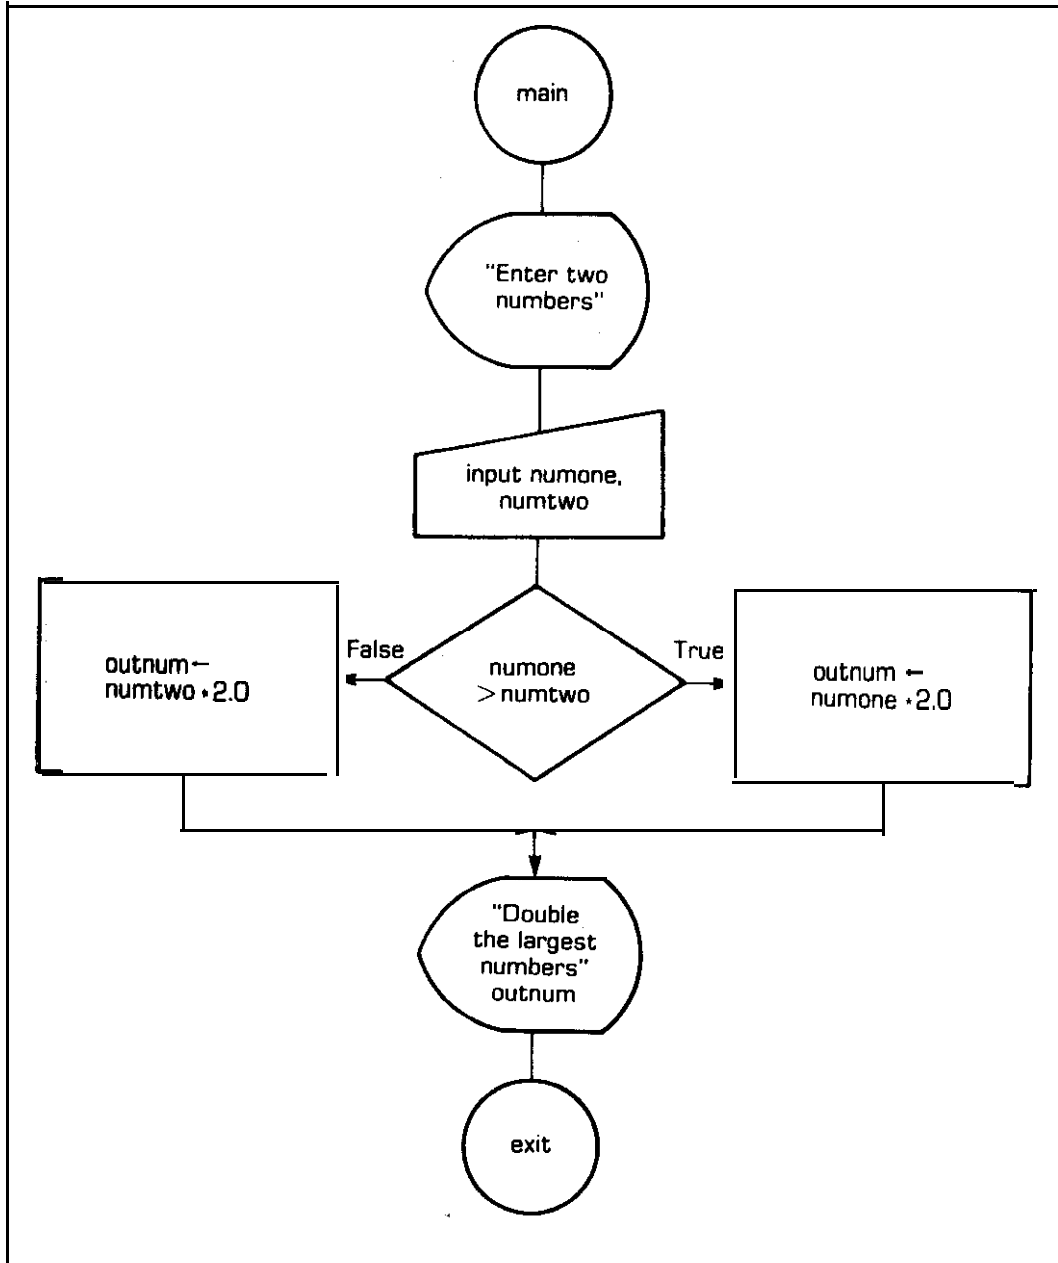 main
"Enter two
numbers"
input numone,
numtwo
False
numone
>numtwo
True
outnum←
numtwo *2.0
outnum ←
numone *2.0
"Double
the largest
numbers"
outnum
exit